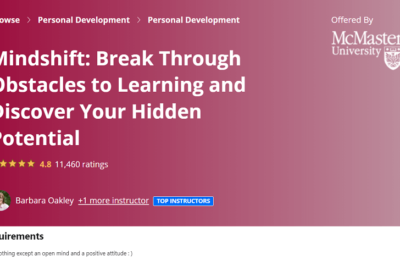 owse > Personal Development > Personal Development
Offered By
McMaster
University
Mindshift: Break Through
Obstacles to Learning and
Discover Your Hidden
Potential
4.8 11,460 ratings
Barbara Oakley +1 more instructor TOP INSTRUCTORS
uirements
othing except an open mind and a positive attitude : )